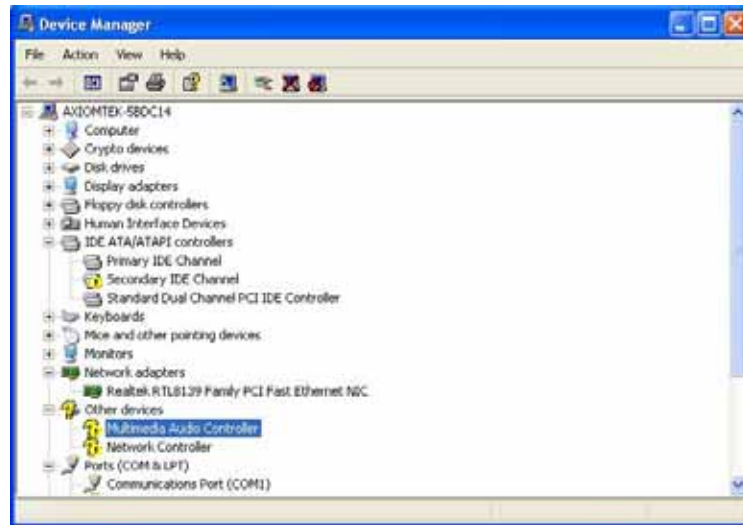 Device Manager
File Action View Help
AXIOMTEK-5BDC14
Computer
Crypto devices
Disk drives
Display adapters
Floppy disk controllers
Human Interface Devices
IDE ATA/ATAPI controllers
Primary IDE Channel
Secondary IDE Channel
Standard Dual Channel PCI IDE Controller
Keyboards
Mice and other pointing devices
Monitors
Network adapters
Realtek RTL8139 Family PCI Fast Ethernet NIC
Other devices
Multimedia Audio Controller
Network Controller
Ports (COM & LPT)
Communications Port (COM1)